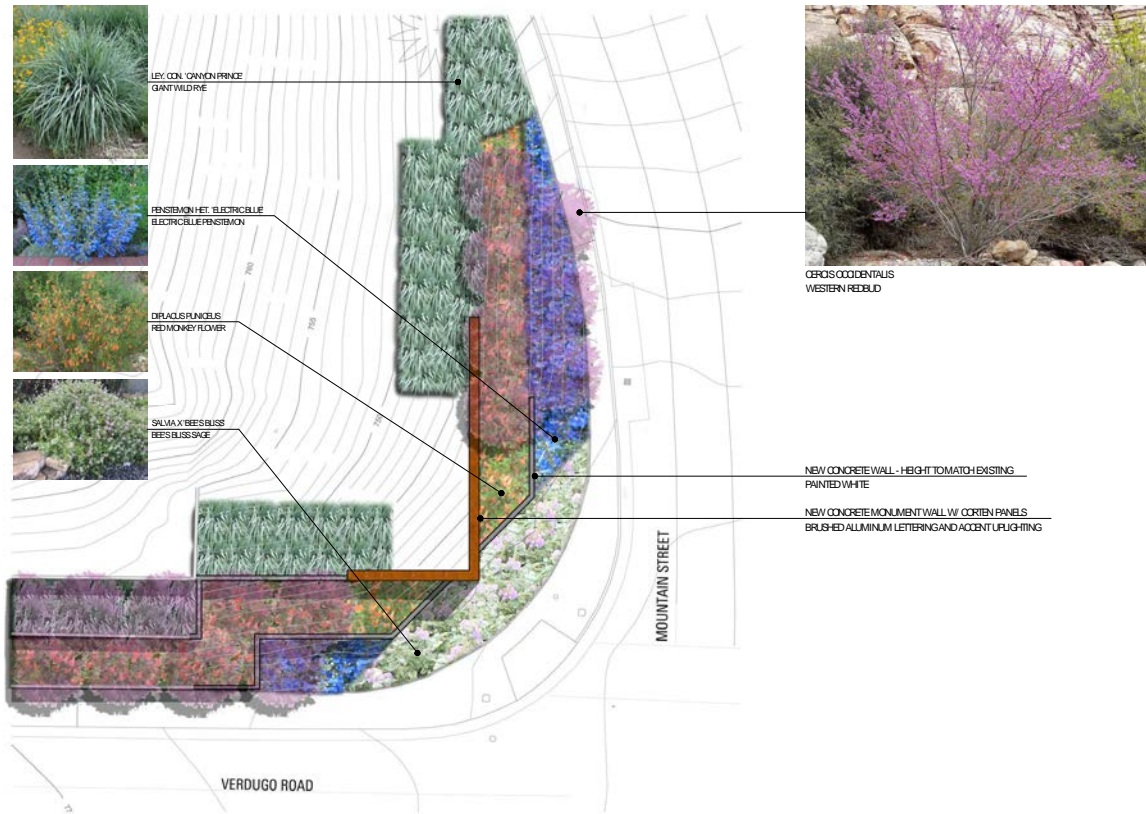 LEY. CON. 'CANYON PRINCE'
GIANT WILD RYE
PENSTEMON HET. 'ELECTRIC BLUE'
ELECTRIC BLUE PENSTEMON
DIPLACUS PUNICEUS
RED MONKEY FLOWER
SALVIA X 'BEE'S BLISS'
BEE'S BLISS SAGE
CERCIS OCCIDENTALIS
WESTERN REDBUD
760
755
750
NEW CONCRETE WALL - HEIGHT TO MATCH EXISTING
PAINTED WHITE
NEW CONCRETE MONUMENT WALL W/ CORTEN PANELS
BRUSHED ALUMINUM LETTERING AND ACCENT UPLIGHTING
MOUNTAIN STREET
VERDUGO ROAD